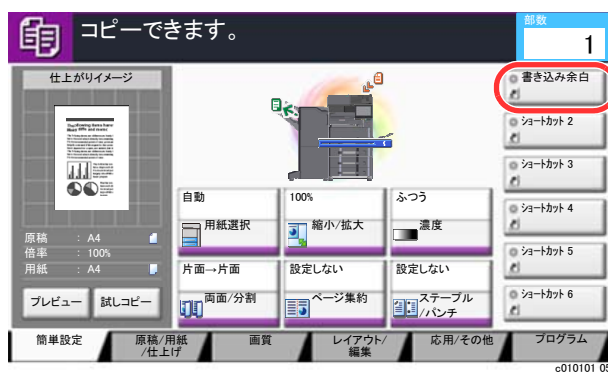 コピーできます。
部数
1
仕上がりイメージ
原稿 : A4
倍率 : 100%
用紙 : A4
プレビュー
試しコピー
自動
用紙選択
100%
縮小/拡大
ふつう
濃度
片面→片面
両面/分割
設定しない
ページ集約
設定しない
ステープル
/パンチ
書き込み余白
ショートカット 2
ショートカット 3
ショートカット 4
ショートカット 5
ショートカット 6
簡単設定
原稿/用紙
/仕上げ
画質
レイアウト/
編集
応用/その他
プログラム
c010101_05